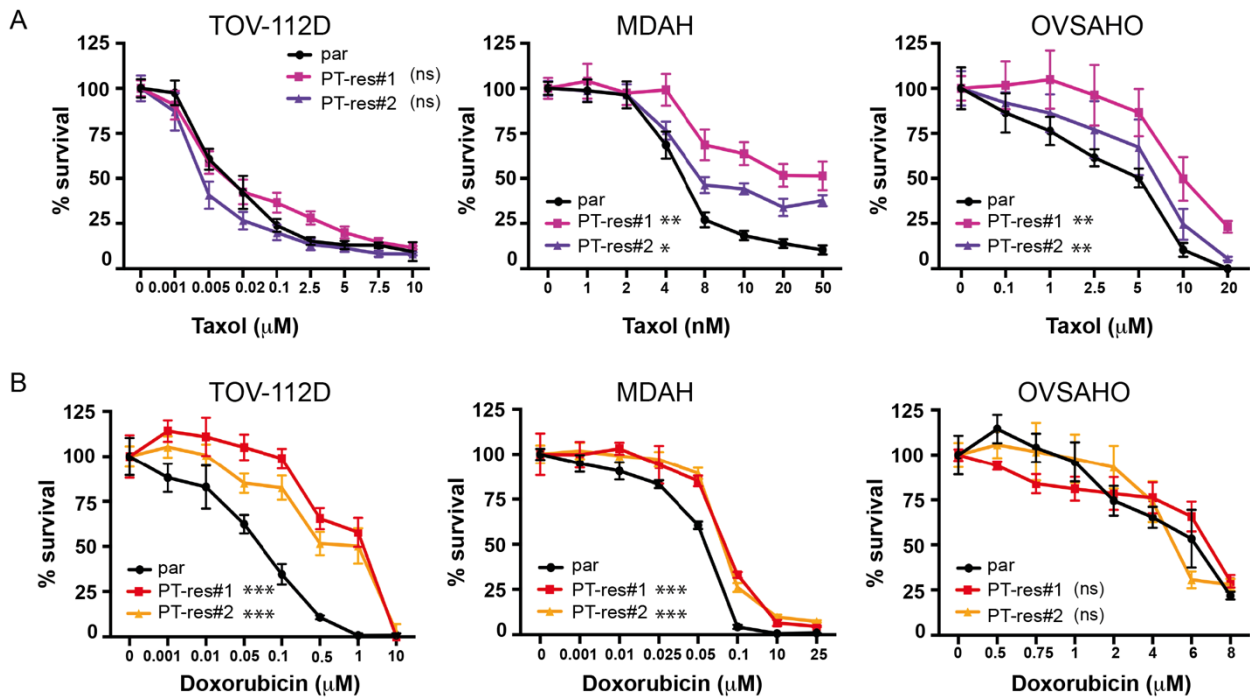 A
TOV-112D
% survival
125
100
75
50
25
0
par
PT-res#1 (ns)
PT-res#2 (ns)
0 0.001 0.005 0.02 0.1 2.5 5 7.5 10
Taxol (μM)
MDAH
% survival
125
100
75
50
25
0
par
PT-res#1 **
PT-res#2 *
0 1 2 4 8 10 20 50
Taxol (nM)
OVSAHO
% survival
125
100
75
50
25
0
par
PT-res#1 **
PT-res#2 **
0 0.1 1 2.5 5 10 20
Taxol (μM)
B
TOV-112D
% survival
125
100
75
50
25
0
par
PT-res#1 ***
PT-res#2 ***
0 0.001 0.01 0.05 0.1 0.5 1 10
Doxorubicin (μM)
MDAH
% survival
125
100
75
50
25
0
par
PT-res#1 ***
PT-res#2 ***
0 0.001 0.01 0.025 0.05 0.1 10 25
Doxorubicin (μM)
OVSAHO
% survival
125
100
75
50
25
0
par
PT-res#1 (ns)
PT-res#2 (ns)
0 0.5 0.75 1 2 4 6 8
Doxorubicin (μM)